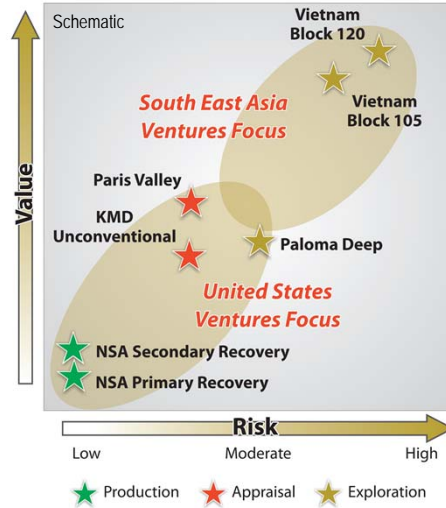 Schematic
Vietnam
Block 120
South East Asia
Ventures Focus
Vietnam
Block 105
Value
Paris Valley
KMD
Unconventional
Paloma Deep
United States
Ventures Focus
NSA Secondary Recovery
NSA Primary Recovery
Risk
Low
Moderate
High
Production
Appraisal
Exploration